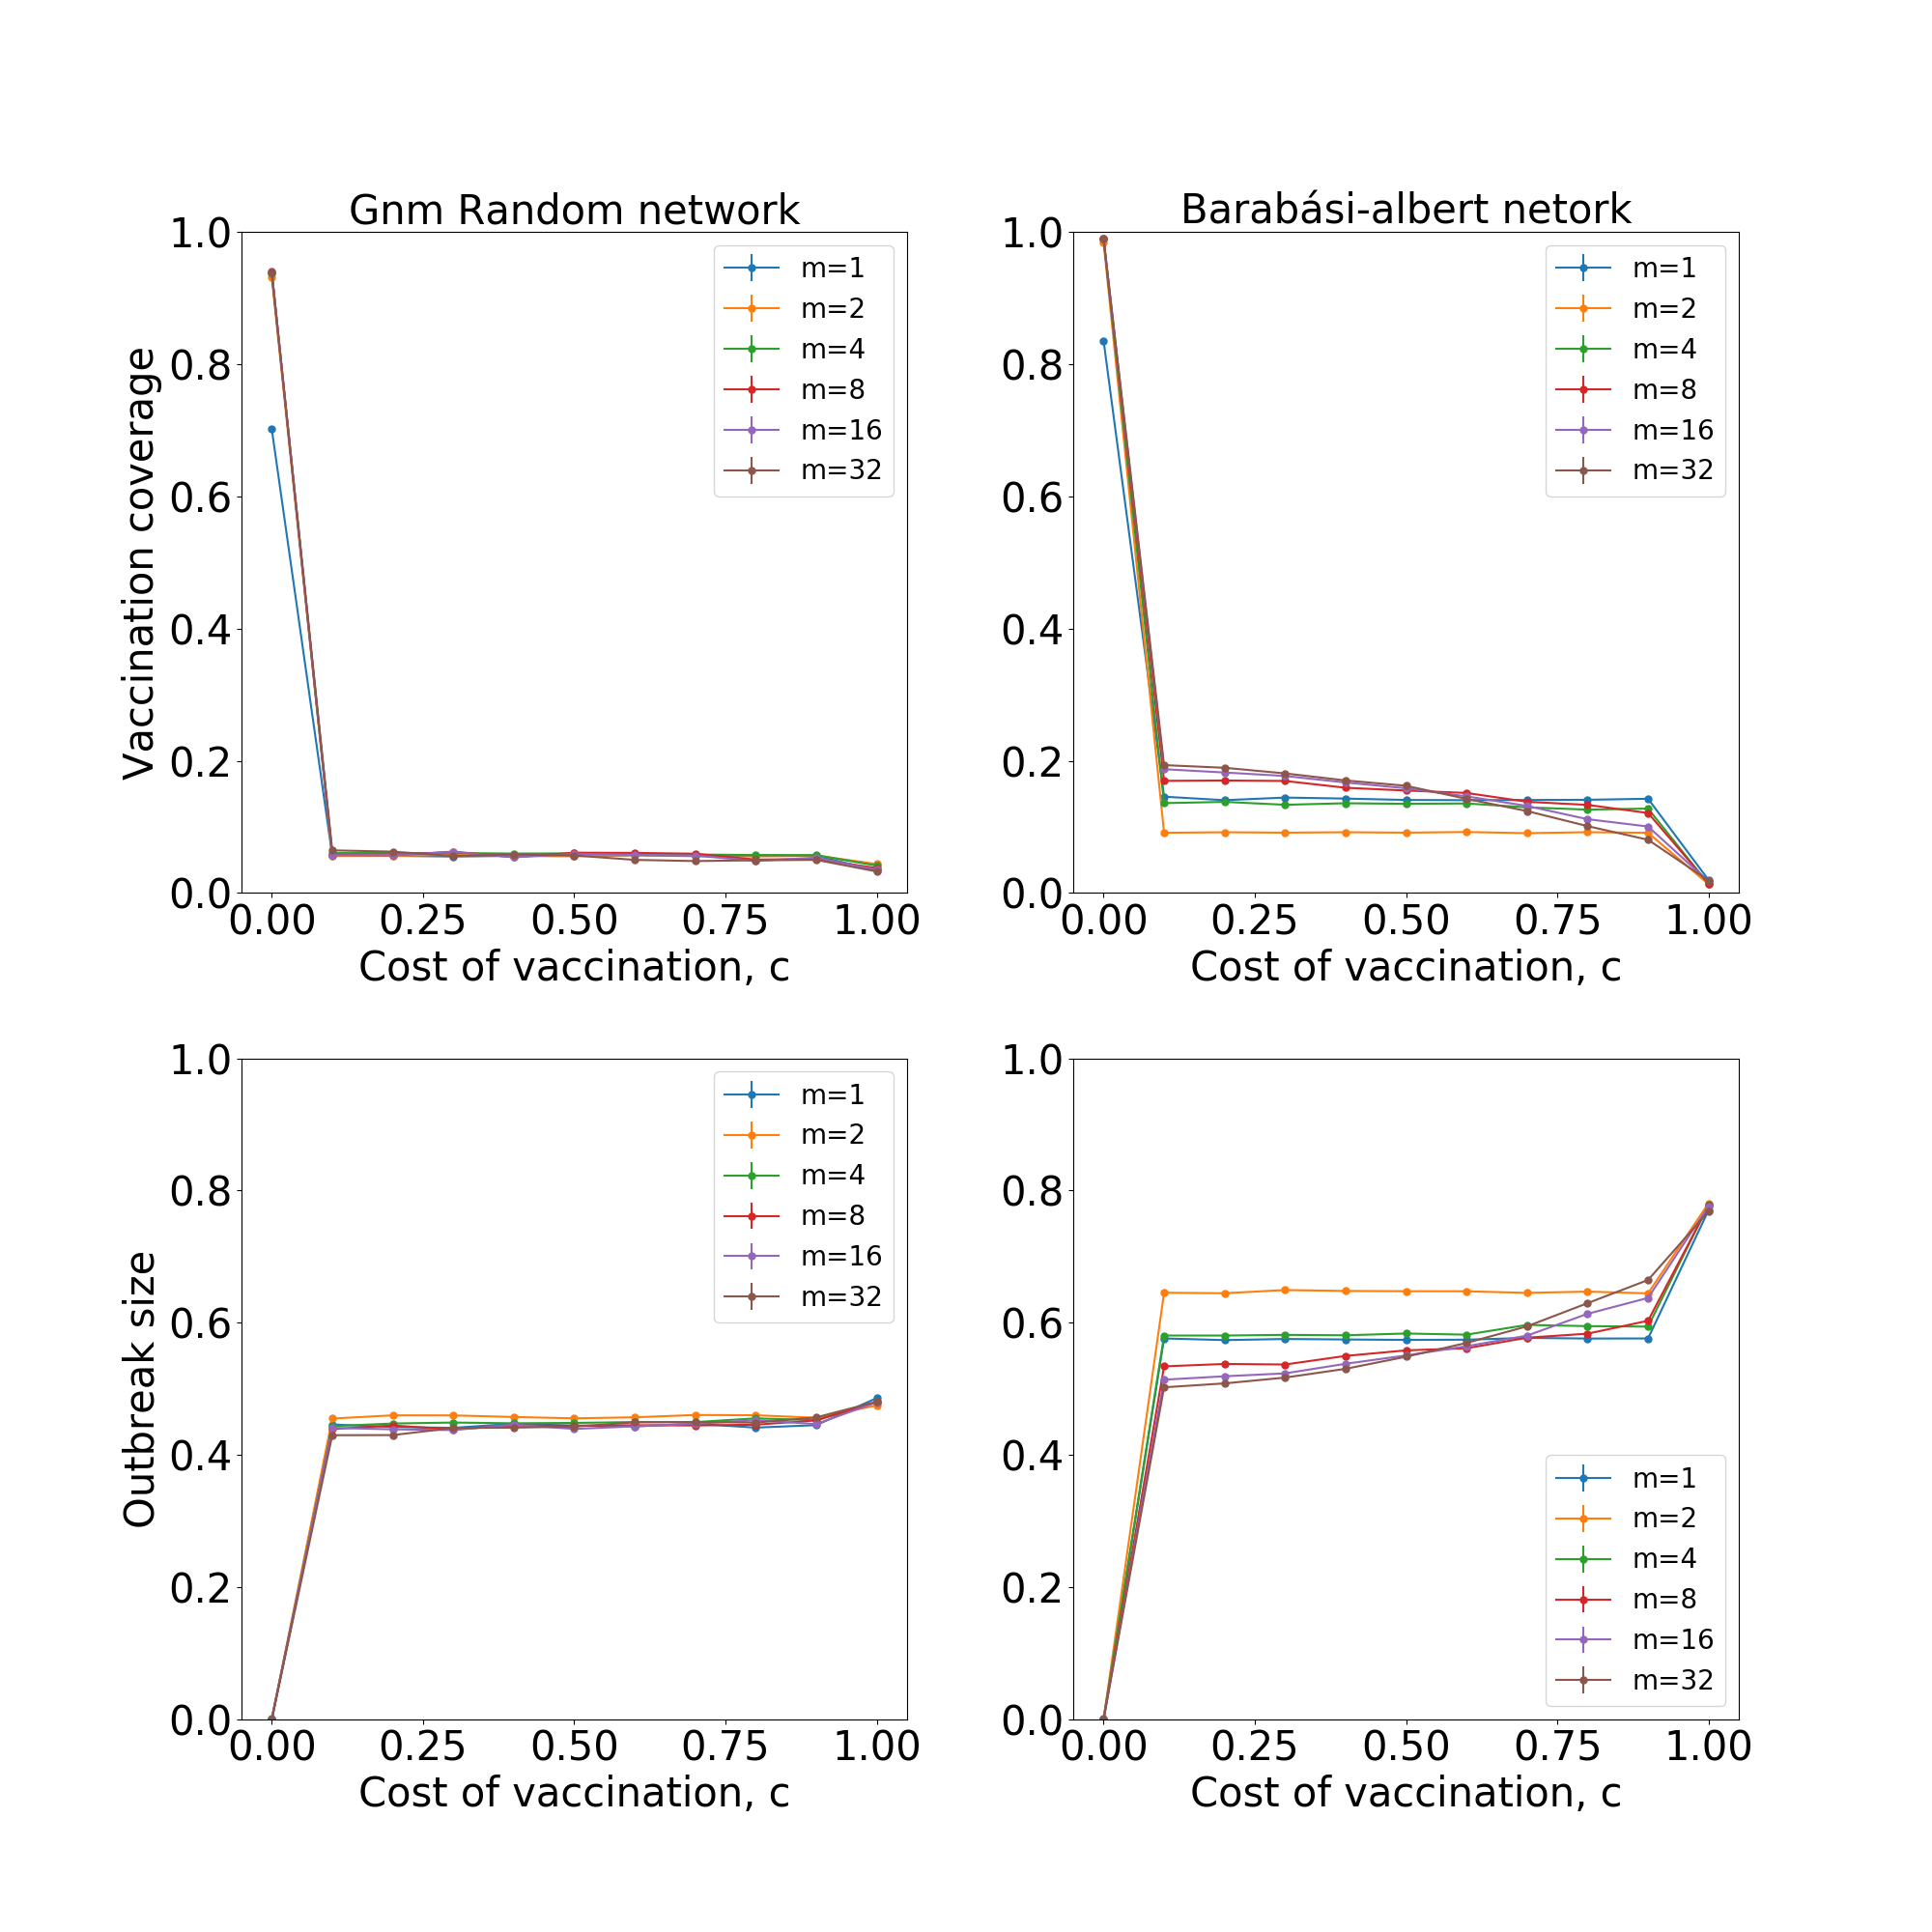 Gnm Random network
1.0
0.8
0.6
0.4
0.2
0.0
Vaccination coverage
m=1
m=2
m=4
m=8
m=16
m=32
0.00 0.25 0.50 0.75 1.00
Cost of vaccination, c
Barabási-albert netork
1.0
0.8
0.6
0.4
0.2
0.0
m=1
m=2
m=4
m=8
m=16
m=32
0.00 0.25 0.50 0.75 1.00
Cost of vaccination, c
1.0
0.8
0.6
0.4
0.2
0.0
Outbreak size
m=1
m=2
m=4
m=8
m=16
m=32
0.00 0.25 0.50 0.75 1.00
Cost of vaccination, c
1.0
0.8
0.6
0.4
0.2
0.0
m=1
m=2
m=4
m=8
m=16
m=32
0.00 0.25 0.50 0.75 1.00
Cost of vaccination, c